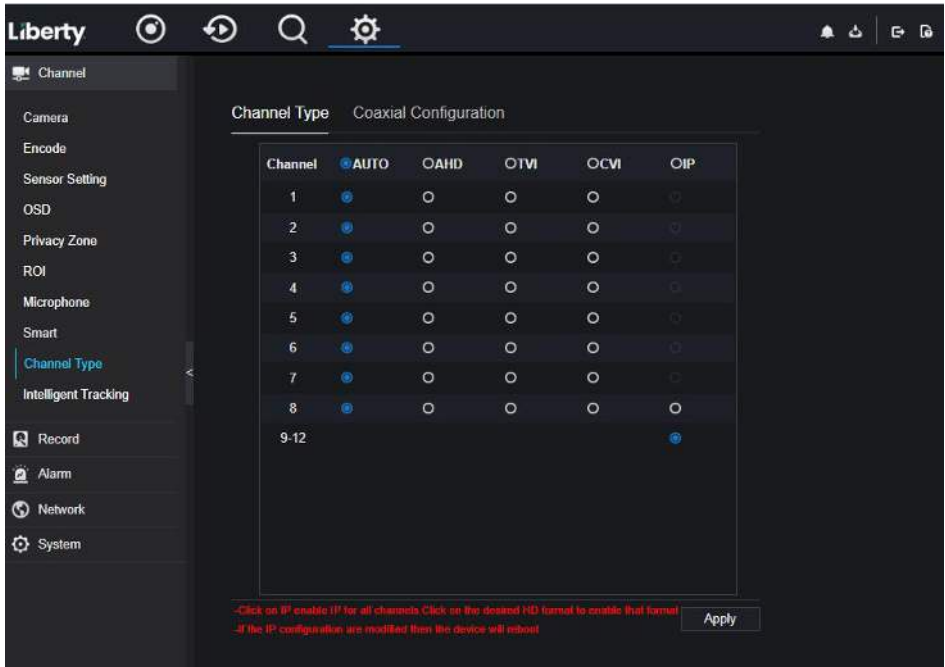 Liberty
Channel
Camera
Encode
Sensor Setting
OSD
Privacy Zone
ROI
Microphone
Smart
Channel Type
Intelligent Tracking
Record
Alarm
Network
System
Channel Type Coaxial Configuration
Channel AUTO AHD TVI CVI IP
1
2
3
4
5
6
7
8
9-12
-Click on IP enable IP for all channels Click on the desired HD format to enable that format
-If the IP configuration are modified then the device will reboot
Apply